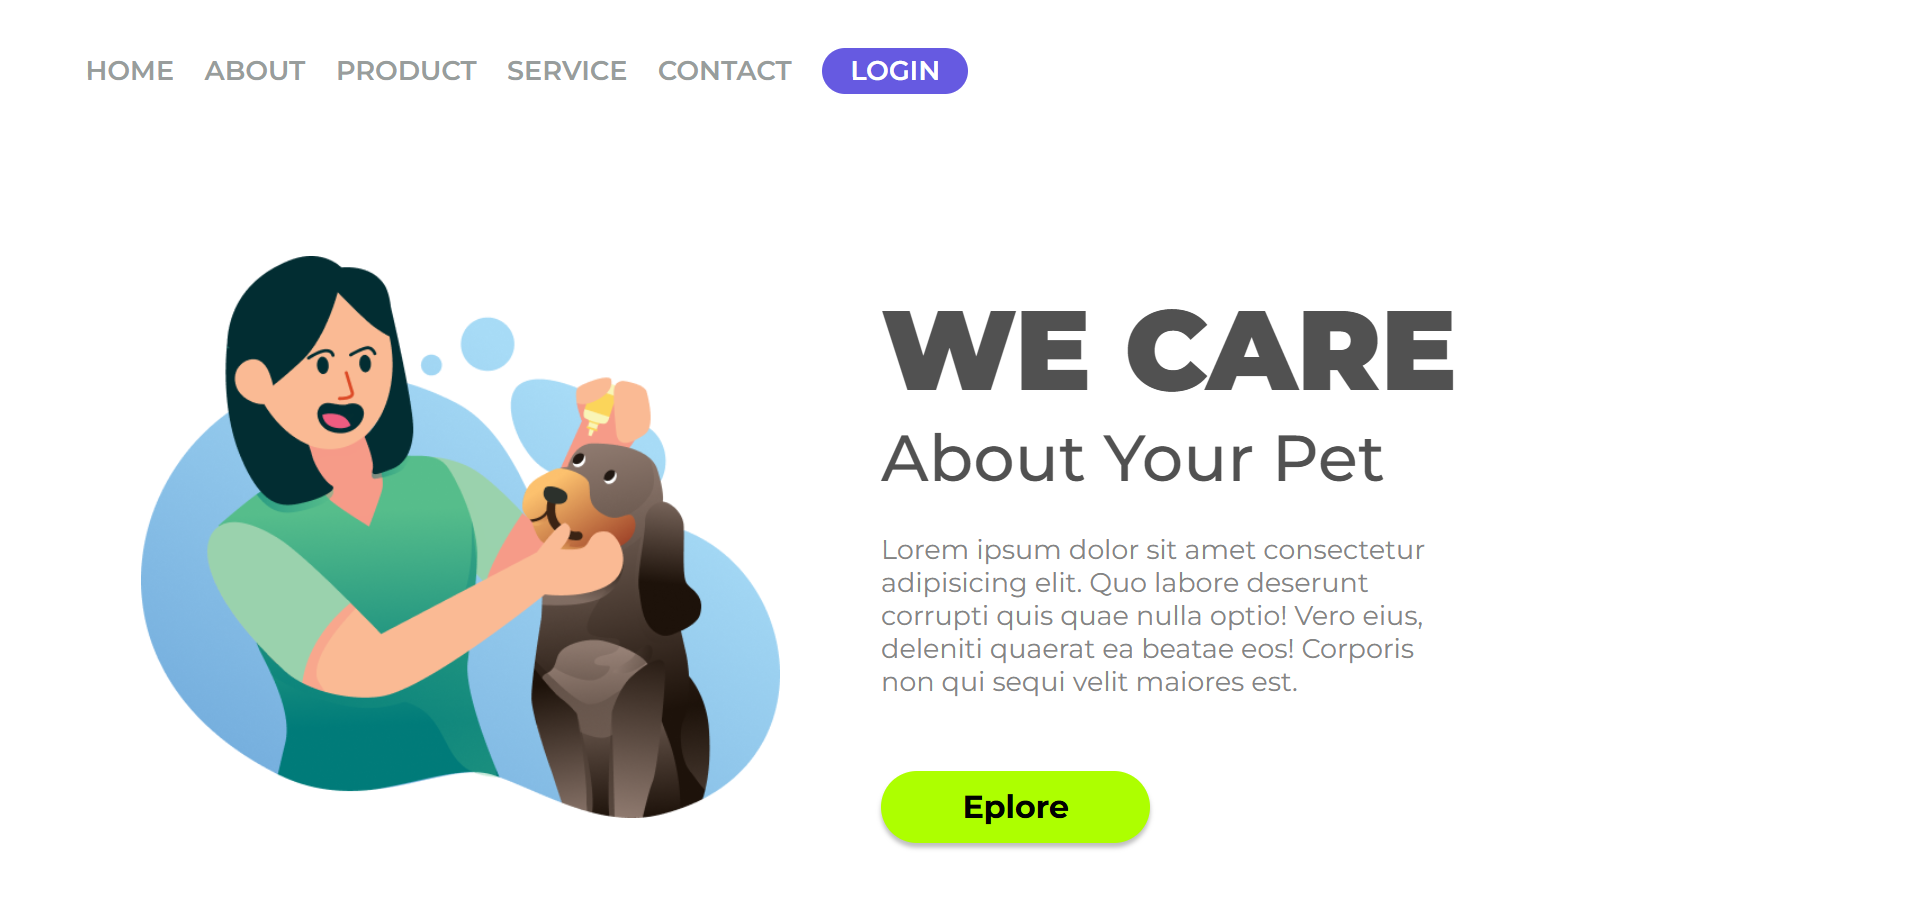 HOME ABOUT PRODUCT SERVICE CONTACT LOGIN
WE CARE
About Your Pet
Lorem ipsum dolor sit amet consectetur
adipisicing elit. Quo labore deserunt
corrupti quis quae nulla optio! Vero eius,
deleniti quaerat ea beatae eos! Corporis
non qui sequi velit maiores est.
Eplore